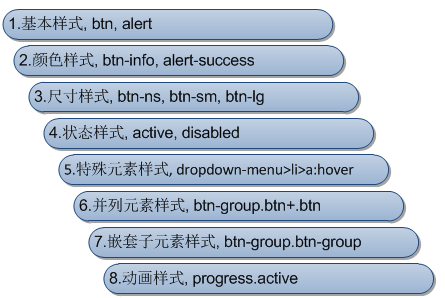 1.基本样式, btn, alert
2.颜色样式, btn-info, alert-success
3.尺寸样式, btn-ns, btn-sm, btn-lg
4.状态样式, active, disabled
5.特殊元素样式, dropdown-menu>li>a:hover
6.并列元素样式, btn-group.btn+.btn
7.嵌套子元素样式, btn-group.btn-group
8.动画样式, progress.active